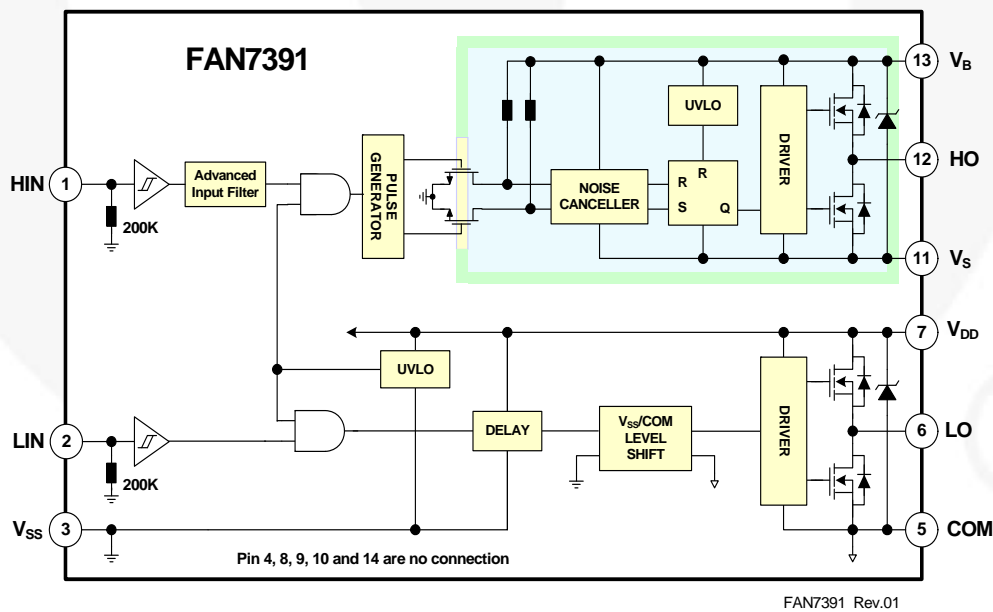 FAN7391
HIN
1
200K
Advanced
Input Filter
PULSE
GENERATOR
NOISE
CANCELLER
UVLO
R
R
S
Q
DRIVER
13
VB
12
HO
11
VS
LIN
2
200K
UVLO
DELAY
VSS/COM
LEVEL
SHIFT
DRIVER
7
VDD
6
LO
VSS
3
5
COM
Pin 4, 8, 9, 10 and 14 are no connection
FAN7391 Rev.01